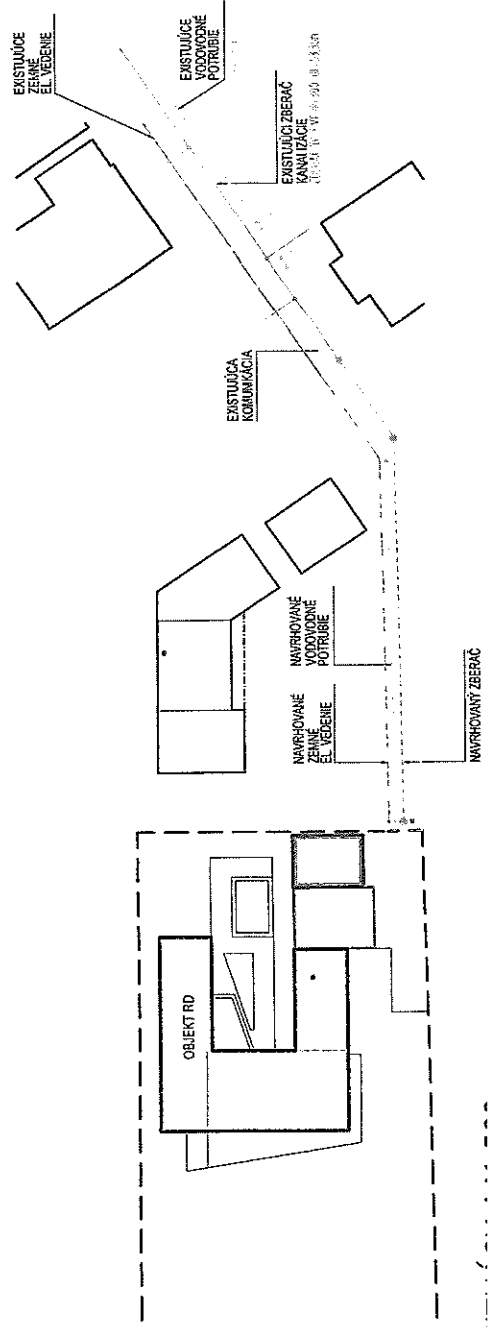 EXISTUJÚCE
ZEMNÉ
EL. VEDENIE
EXISTUJÚCE
VODOVODNÉ
POTRUBIE
EXISTUJÚCI ZBERAČ
KANALIZÁCIE
EXISTUJÚCA
KOMUNIKÁCIA
NAVRHOVANÉ
VODOVODNÉ
POTRUBIE
NAVRHOVANÉ
ZEMNÉ
EL. VEDENIE
NAVRHOVANÝ ZBERAČ
OBJEKT RD